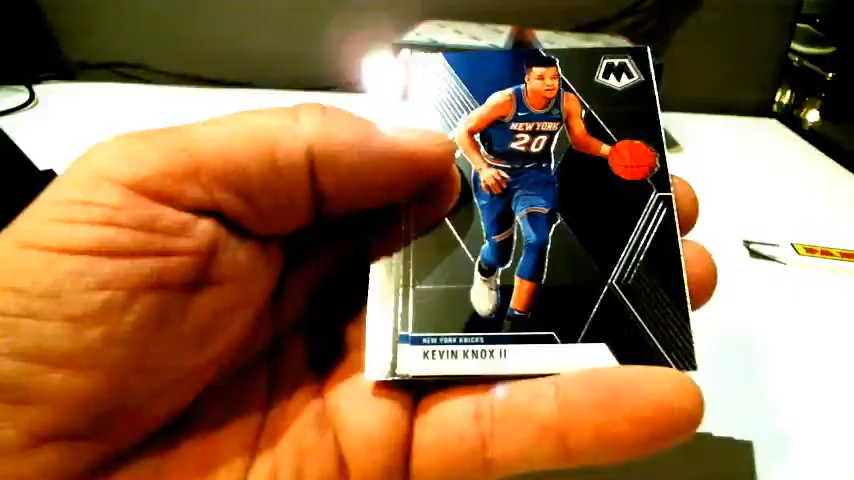 M
NEW YORK
20
NEW YORK KNICKS
KEVIN KNOX II